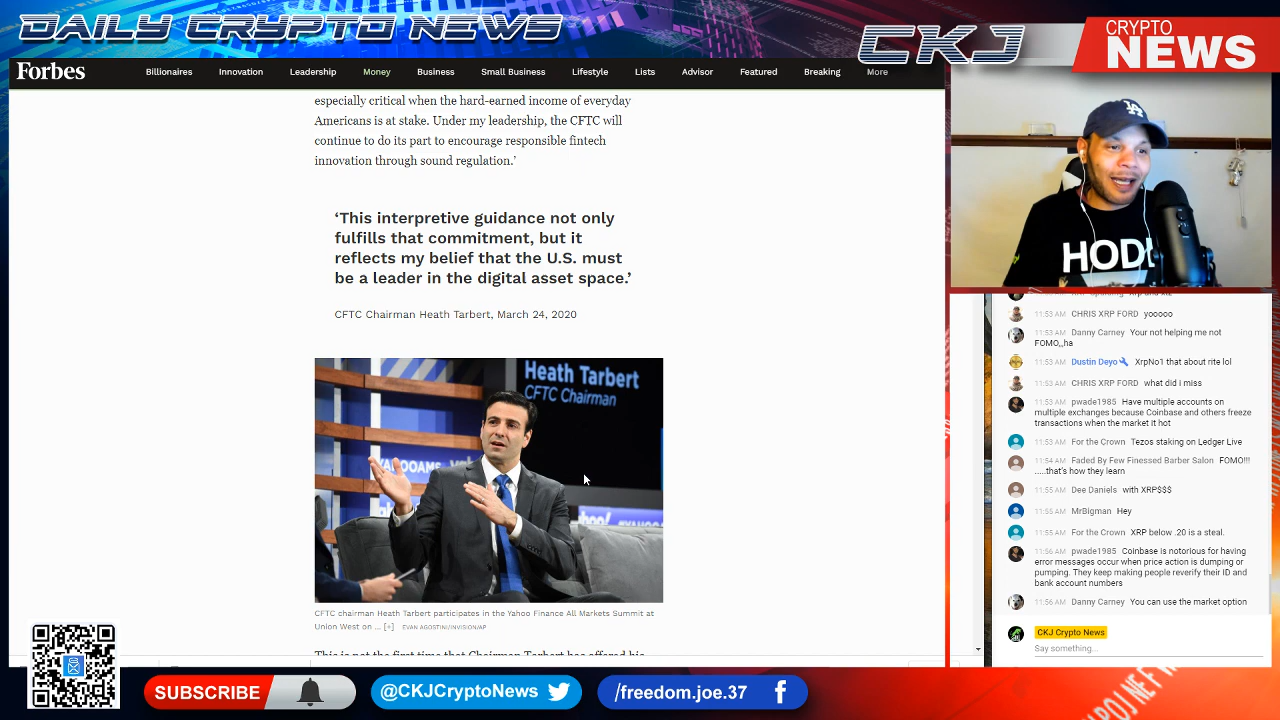 DAILY CRYPTO NEWS
CKJ
CRYPTO
NEWS
Forbes
Billionaires Innovation Leadership Money Business Small Business Lifestyle Lists Advisor Featured Breaking More
especially critical when the hard-earned income of everyday
Americans is at stake. Under my leadership, the CFTC will
continue to do its part to encourage responsible fintech
innovation through sound regulation.’
‘This interpretive guidance not only
fulfills that commitment, but it
reflects my belief that the U.S. must
be a leader in the digital asset space.’
CFTC Chairman Heath Tarbert, March 24, 2020
Heath Tarbert
CFTC Chairman
CFTC chairman Heath Tarbert participates in the Yahoo Finance All Markets Summit at
Union West on ... [+] EVAN AGOSTINI/INVISION/AP
This is not the first time that Chairman Tarbert has offered his
HODL
11:53 AM CHRIS XRP FORD yooooo
11:53 AM Danny Carney Your not helping me not
FOMO,,ha
11:53 AM Dustin Deyo XrpNo1 that about rite lol
11:53 AM CHRIS XRP FORD what did i miss
11:53 AM pwade1985 Have multiple accounts on
multiple exchanges because Coinbase and others freeze
transactions when the market it hot
11:53 AM For the Crown Tezos staking on Ledger Live
11:54 AM Faded By Few Finessed Barber Salon FOMO!!!
.....that's how they learn
11:55 AM Dee Daniels with XRP$$$
11:55 AM MrBigman Hey
11:55 AM For the Crown XRP below .20 is a steal.
11:56 AM pwade1985 Coinbase is notorious for having
error messages occur when price action is dumping or
pumping. They keep making people reverify their ID and
bank account numbers
11:56 AM Danny Carney You can use the market option
CKJ Crypto News
Say something...
SUBSCRIBE
@CKJCryptoNews
/freedom.joe.37